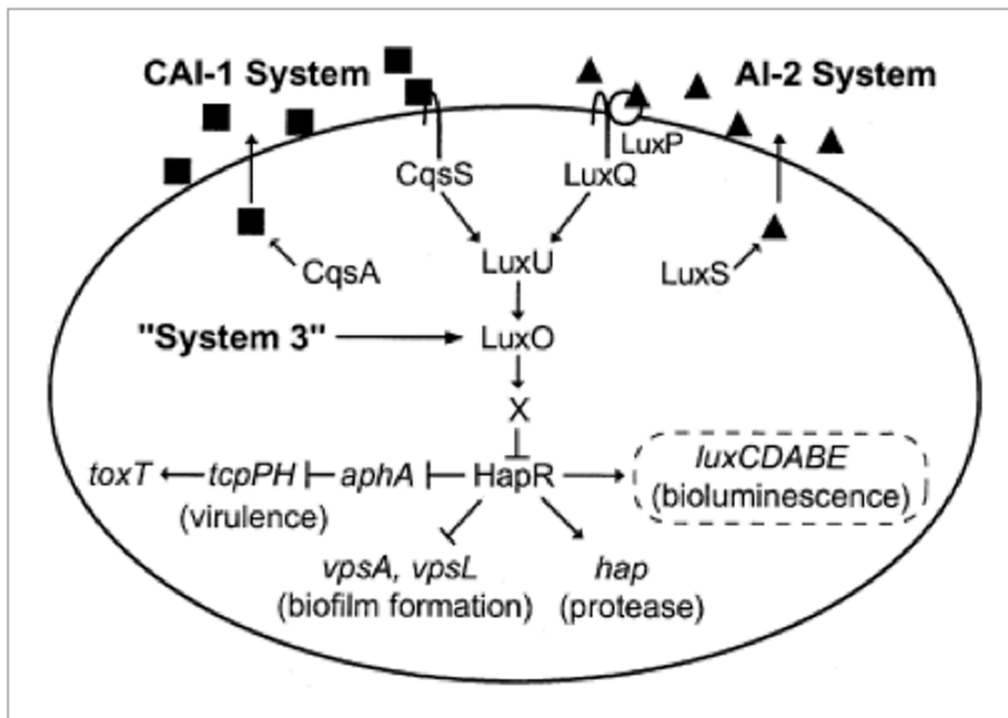 CAI-1 System
AI-2 System
LuxP
CqsS
LuxQ
LuxU
CqsA
LuxS
"System 3"
LuxO
X
toxT
tcpPH
aphA
HapR
luxCDABE
(bioluminescence)
(virulence)
vpsA, vpsL
hap
(biofilm formation)
(protease)